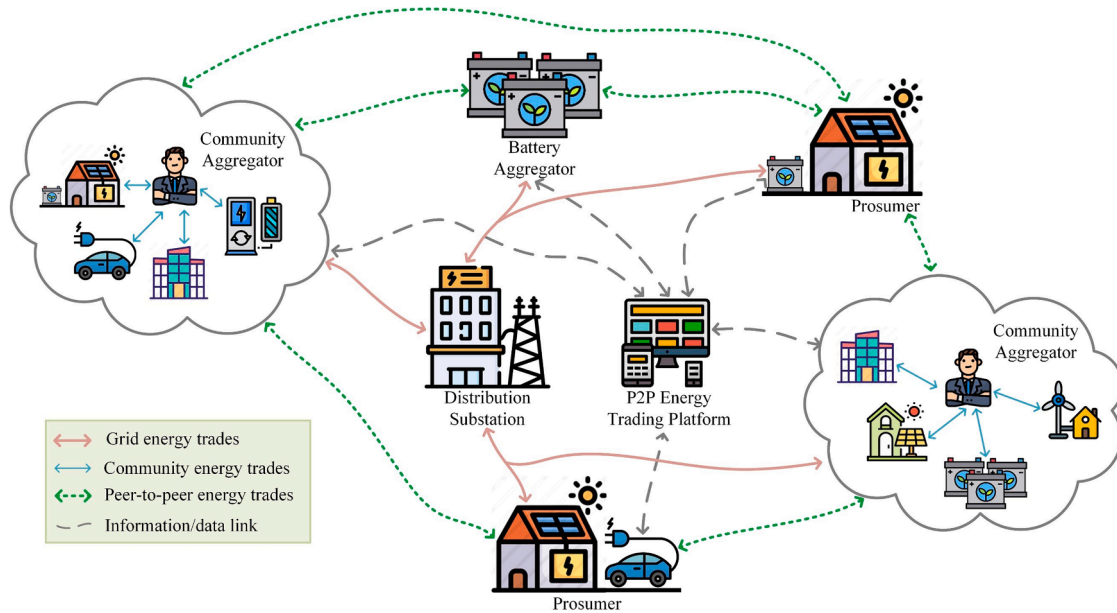 Community
Aggregator
Battery
Aggregator
Prosumer
Distribution
Substation
P2P Energy
Trading Platform
Community
Aggregator
Grid energy trades
Community energy trades
Peer-to-peer energy trades
Information/data link
Prosumer